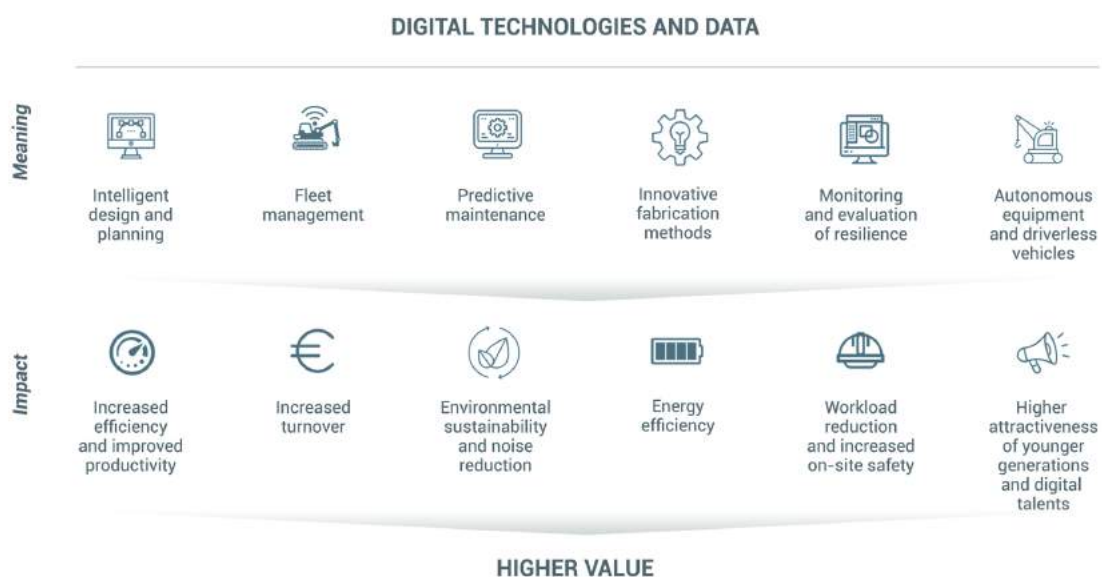 DIGITAL TECHNOLOGIES AND DATA
Meaning
Intelligent
design and
planning
Fleet
management
Predictive
maintenance
Innovative
fabrication
methods
Monitoring
and evaluation
of resilience
Autonomous
equipment
and driverless
vehicles
Impact
Increased
efficiency
and improved
productivity
Increased
turnover
Environmental
sustainability
and noise
reduction
Energy
efficiency
Workload
reduction
and increased
on-site safety
Higher
attractiveness
of younger
generations
and digital
talents
HIGHER VALUE